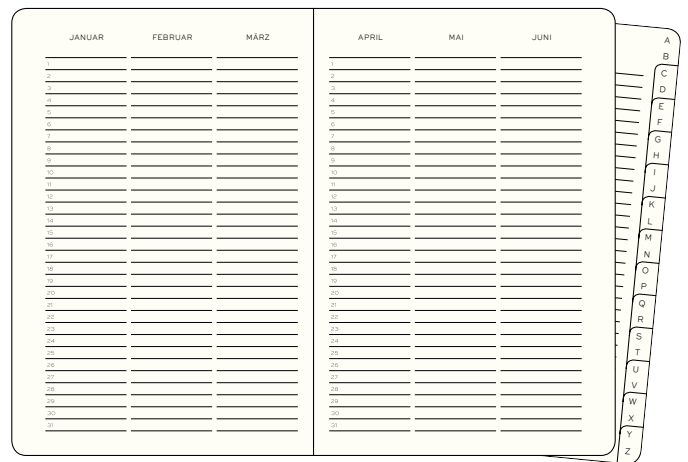 JANUAR FEBRUAR MÄRZ
1
2
3
4
5
6
7
8
9
10
11
12
13
14
15
16
17
18
19
20
21
22
23
24
25
26
27
28
29
30
31
APRIL MAI JUNI
1
2
3
4
5
6
7
8
9
10
11
12
13
14
15
16
17
18
19
20
21
22
23
24
25
26
27
28
29
30
31
A
B
C
D
E
F
G
H
I
J
K
L
M
N
O
P
Q
R
S
T
U
V
W
X
Y
Z